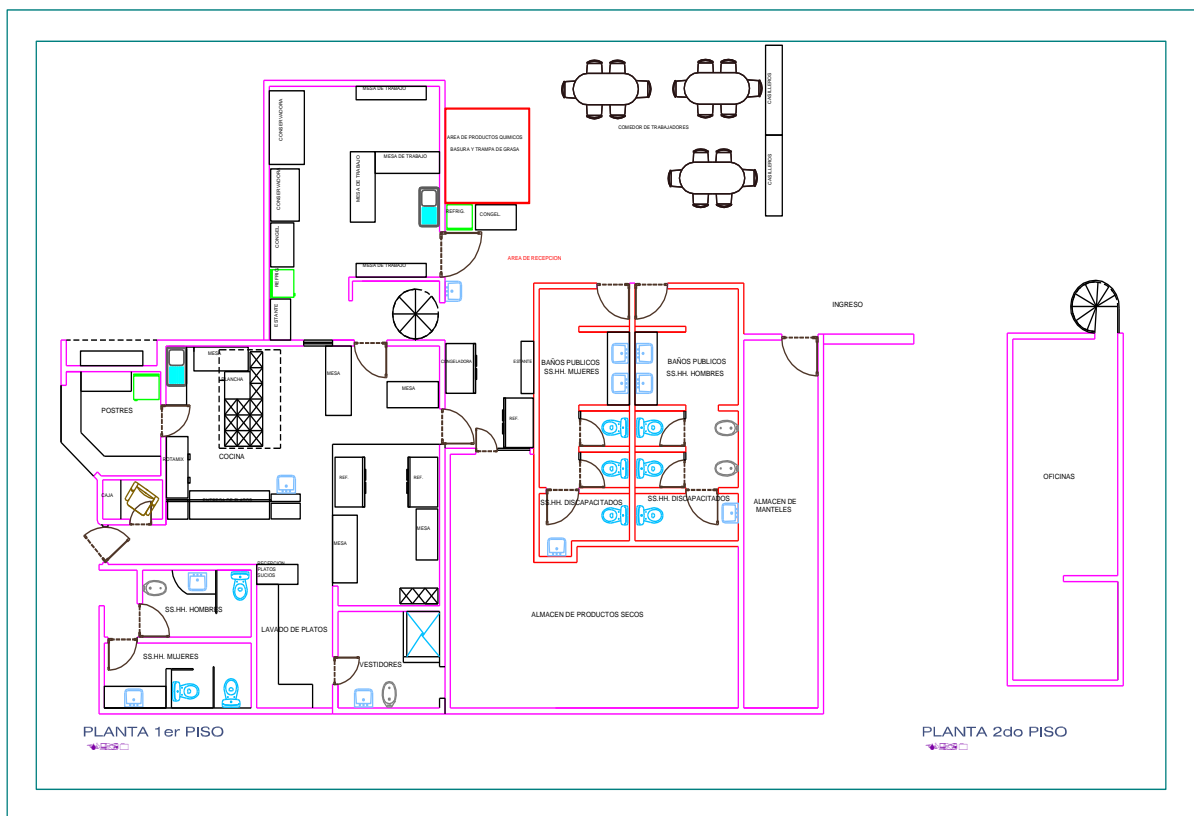 MESA DE TRABAJO
CONSERVADORA
AREA DE PRODUCTOS QUIMICOS
BASURA Y TRAMPA DE GRASA
COMEDOR DE TRABAJADORES
CASILLEROS
CASILLEROS
MESA DE TRABAJO
MESA DE TRABAJO
CONSERVADORA
REFRIG.
CONGEL.
CONGEL.
AREA DE RECEPCION
MESA DE TRABAJO
REFRIG.
ESTANTE
INGRESO
MESA
PLANCHA
MESA
MESA
CONGELADORA
ESTANTE
BAÑOS PUBLICOS
SS.HH. MUJERES
BAÑOS PUBLICOS
SS.HH. HOMBRES
POSTRES
REF.
COCINA
ROTAMIX
REF.
REF.
OFICINAS
CAJA
SS.HH. DISCAPACITADOS
SS.HH. DISCAPACITADOS
ALMACEN DE
MANTELES
MESA
MESA
RECEPCION
PLATOS
SUCIOS
SS.HH. HOMBRES
LAVADO DE PLATOS
ALMACEN DE PRODUCTOS SECOS
SS.HH. MUJERES
VESTIDORES
PLANTA 1er PISO
PLANTA 2do PISO